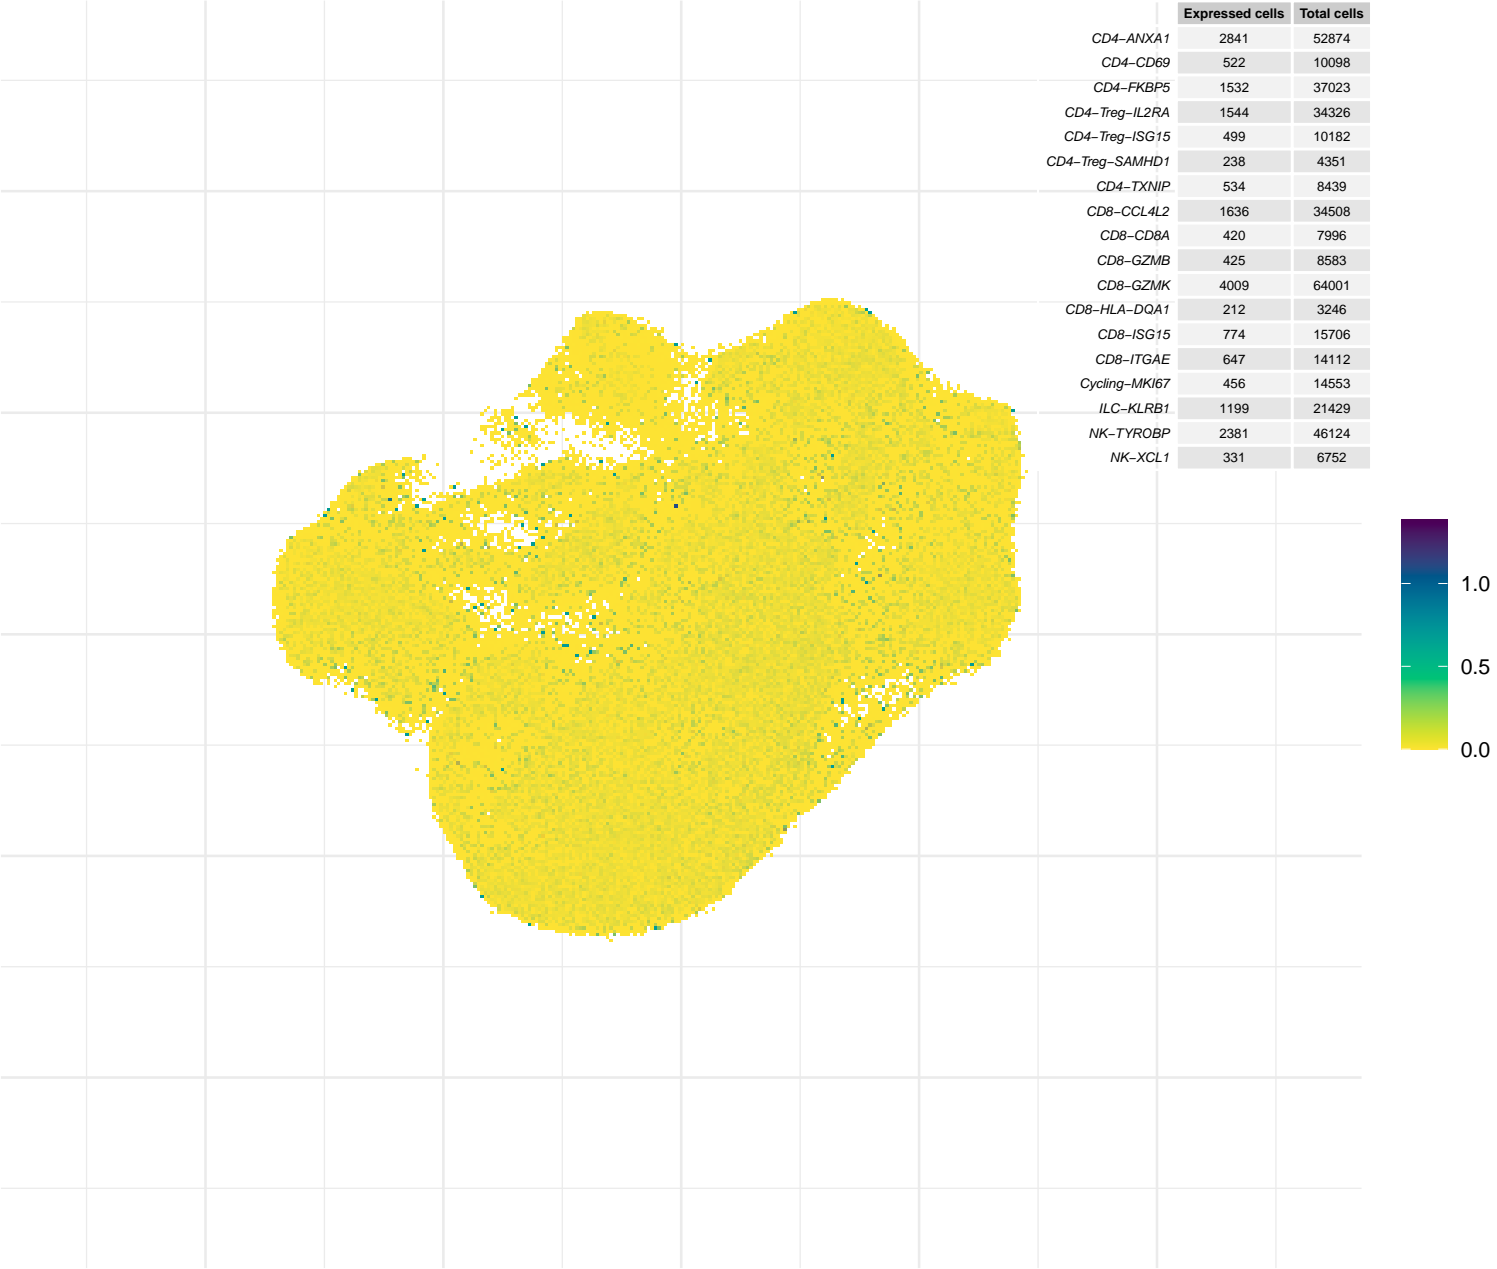 Expressed cells Total cells
CD4−ANXA1 2841 52874
CD4−CD69 522 10098
CD4−FKBP5 1532 37023
CD4−Treg−IL2RA 1544 34326
CD4−Treg−ISG15 499 10182
CD4−Treg−SAMHD1 238 4351
CD4−TXNIP 534 8439
CD8−CCL4L2 1636 34508
CD8−CD8A 420 7996
CD8−GZMB 425 8583
CD8−GZMK 4009 64001
CD8−HLA−DQA1 212 3246
CD8−ISG15 774 15706
CD8−ITGAE 647 14112
Cycling−MKI67 456 14553
ILC−KLRB1 1199 21429
NK−TYROBP 2381 46124
NK−XCL1 331 6752
1.0
0.5
0.0